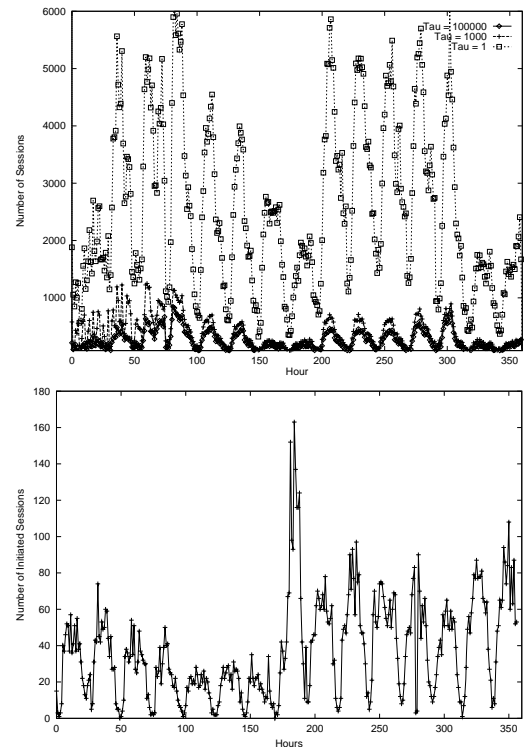 6000
5000
4000
3000
2000
1000
Number of Sessions
Tau = 100000
Tau = 1000
Tau = 1
0 50 100 150 200 250 300 350
Hour
180
160
140
120
100
80
60
40
20
0
Number of Initiated Sessions
0 50 100 150 200 250 300 350
Hours